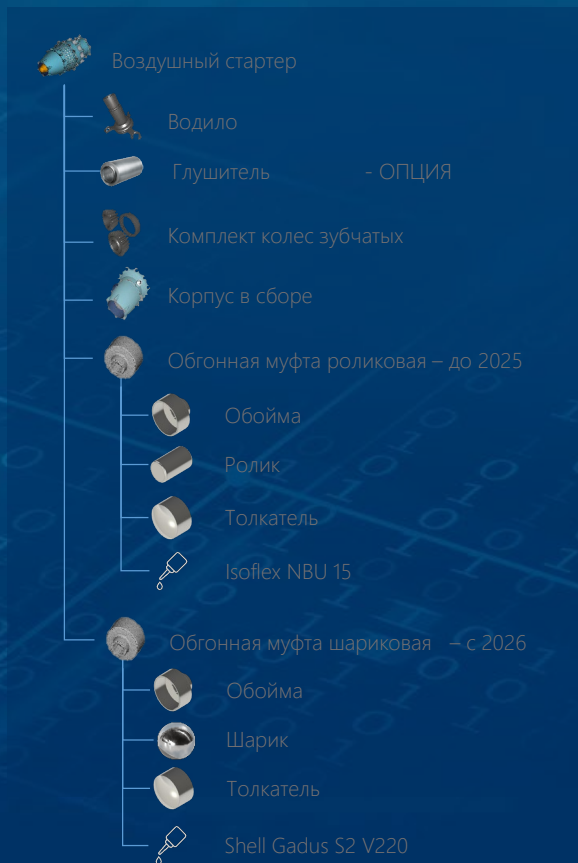 Воздушный стартер
Водило
Глушитель - ОПЦИЯ
Комплект колес зубчатых
Корпус в сборе
Обгонная муфта роликовая – до 2025
Обойма
Ролик
Толкатель
Isoflex NBU 15
Обгонная муфта шариковая – с 2026
Обойма
Шарик
Толкатель
Shell Gadus S2 V220